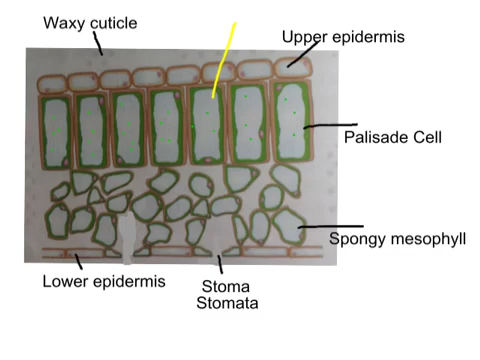 Waxy cuticle
Upper epidermis
Palisade Cell
Spongy mesophyll
Lower epidermis
Stoma
Stomata